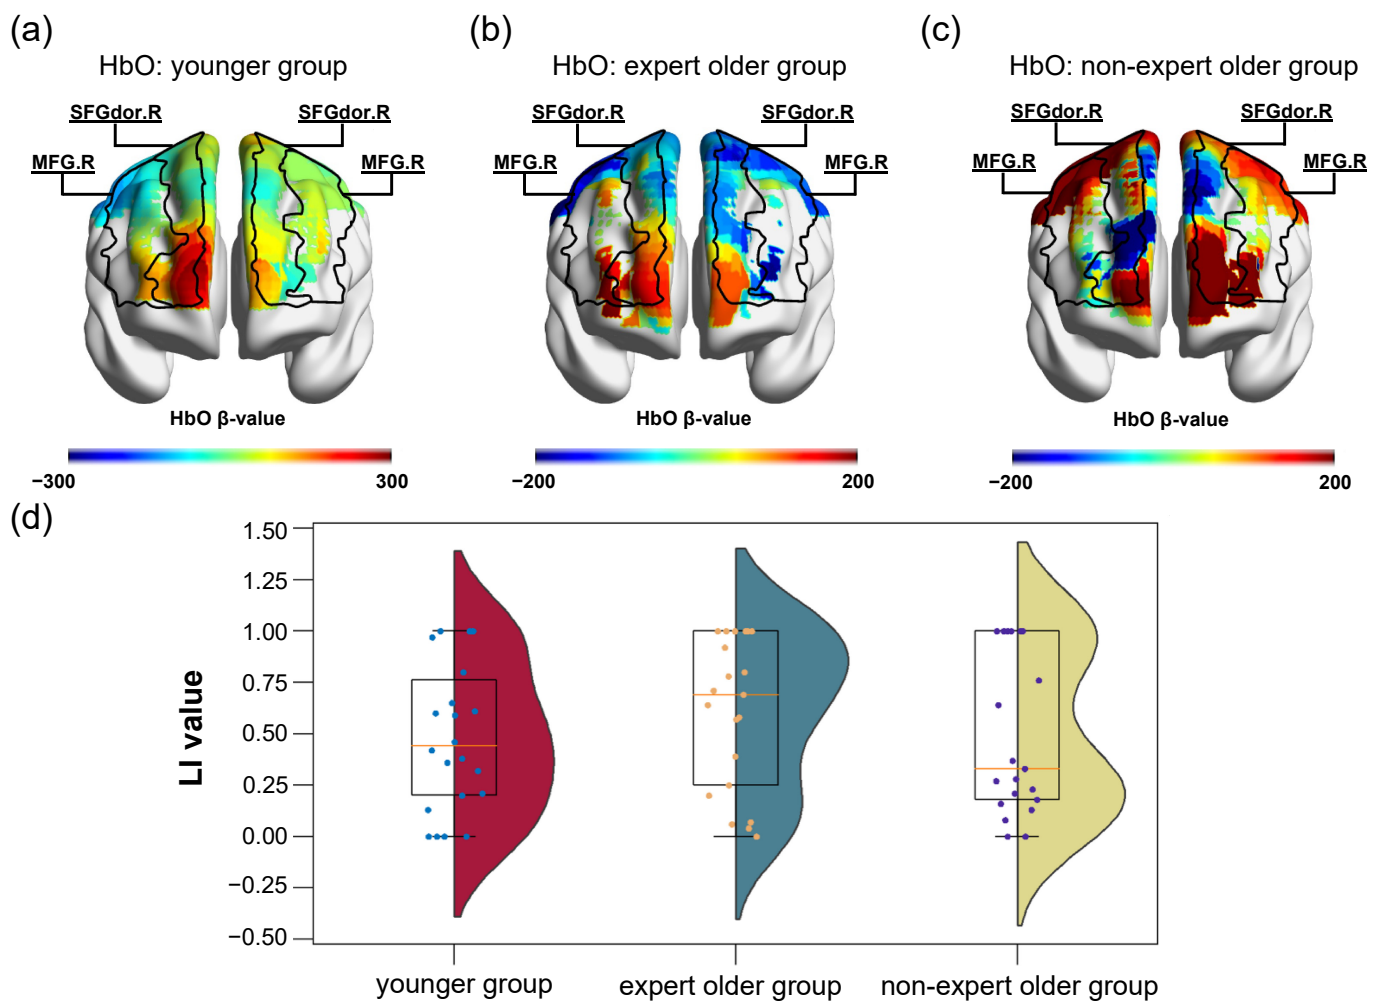 (a)
HbO: younger group
SFGdor.R
SFGdor.R
MFG.R
MFG.R
HbO β-value
−300
300
(b)
HbO: expert older group
SFGdor.R
SFGdor.R
MFG.R
MFG.R
HbO β-value
−200
200
(c)
HbO: non-expert older group
SFGdor.R
SFGdor.R
MFG.R
MFG.R
HbO β-value
−200
200
(d)
LI value
1.50
1.25
1.00
0.75
0.50
0.25
0.00
−0.25
−0.50
younger group
expert older group
non-expert older group